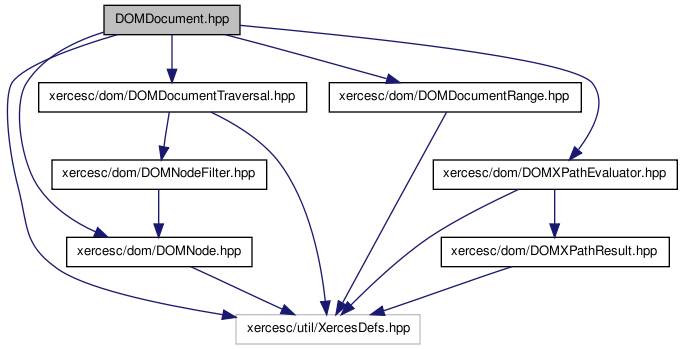 DOMDocument.hpp
xercesc/dom/DOMDocumentTraversal.hpp
xercesc/dom/DOMDocumentRange.hpp
xercesc/dom/DOMNodeFilter.hpp
xercesc/dom/DOMXPathEvaluator.hpp
xercesc/dom/DOMNode.hpp
xercesc/dom/DOMXPathResult.hpp
xercesc/util/XercesDefs.hpp